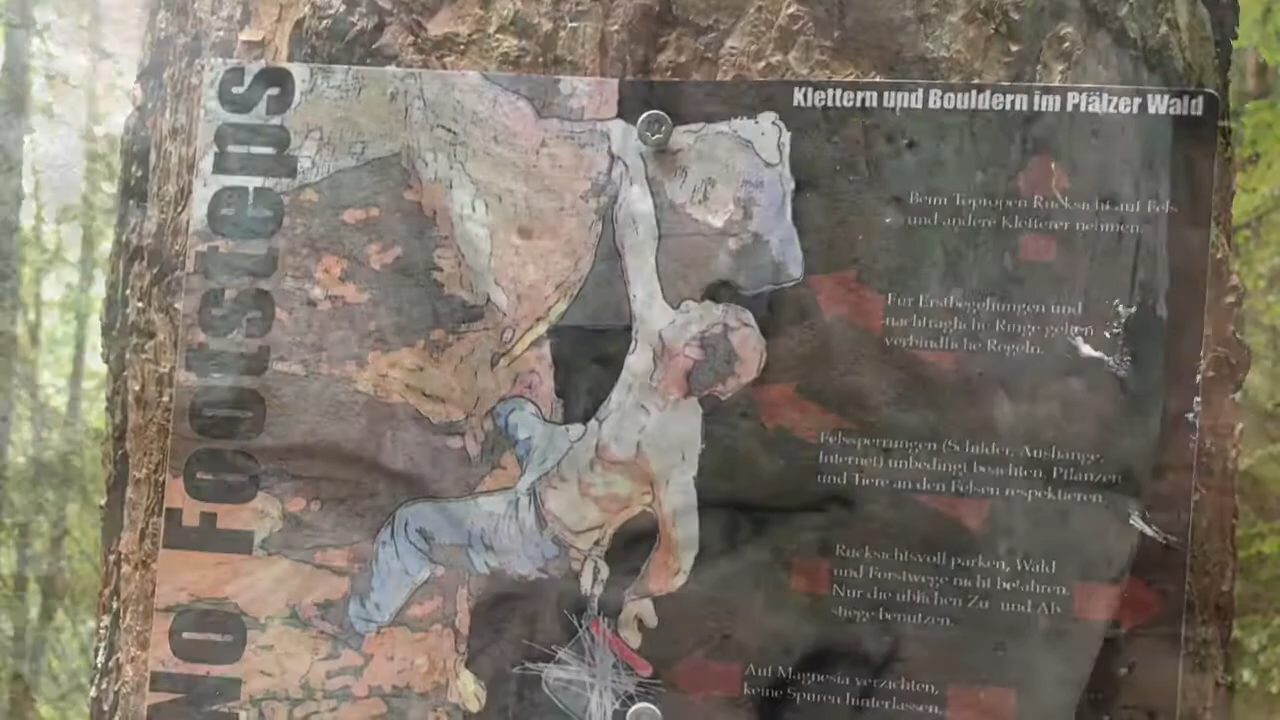 No Footsteps
Klettern und Bouldern im Pfälzer Wald
Beim Topropen Rücksicht auf Fels
und andere Kletterer nehmen.
Für Erstbegehungen und
nachträgliche Ringe gelten
verbindliche Regeln.
Felssperrungen (Schilder, Aushänge,
Internet) unbedingt beachten, Pflanzen
und Tiere an den Felsen respektieren.
Rücksichtsvoll parken, Wald
und Forstwege nicht befahren.
Nur die üblichen Zu- und Ab-
stiege benutzen.
Auf Magnesia verzichten,
keine Spuren hinterlassen,